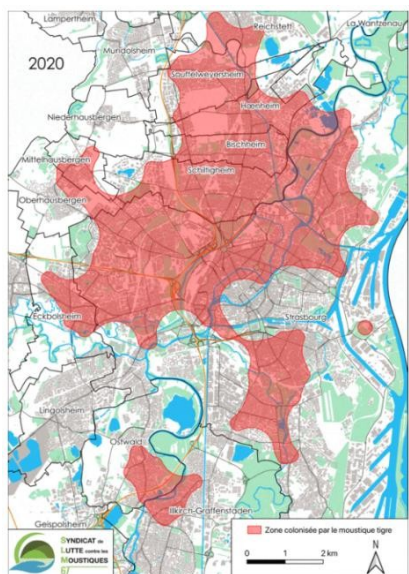 Lampertheim
Reichstett
La Wantzenau
Mundolsheim
2020
Souffelweyersheim
Hœnheim
Niederhausbergen
Bischheim
Mittelhausbergen
Schiltigheim
Oberhausbergen
Strasbourg
Eckbolsheim
Lingolsheim
Ostwald
Illkirch-Graffenstaden
Geispolsheim
SYNDICAT de
LUTTE contre les
MOUSTIQUES
67
Zone colonisée par le moustique tigre
0 1 2 km
N